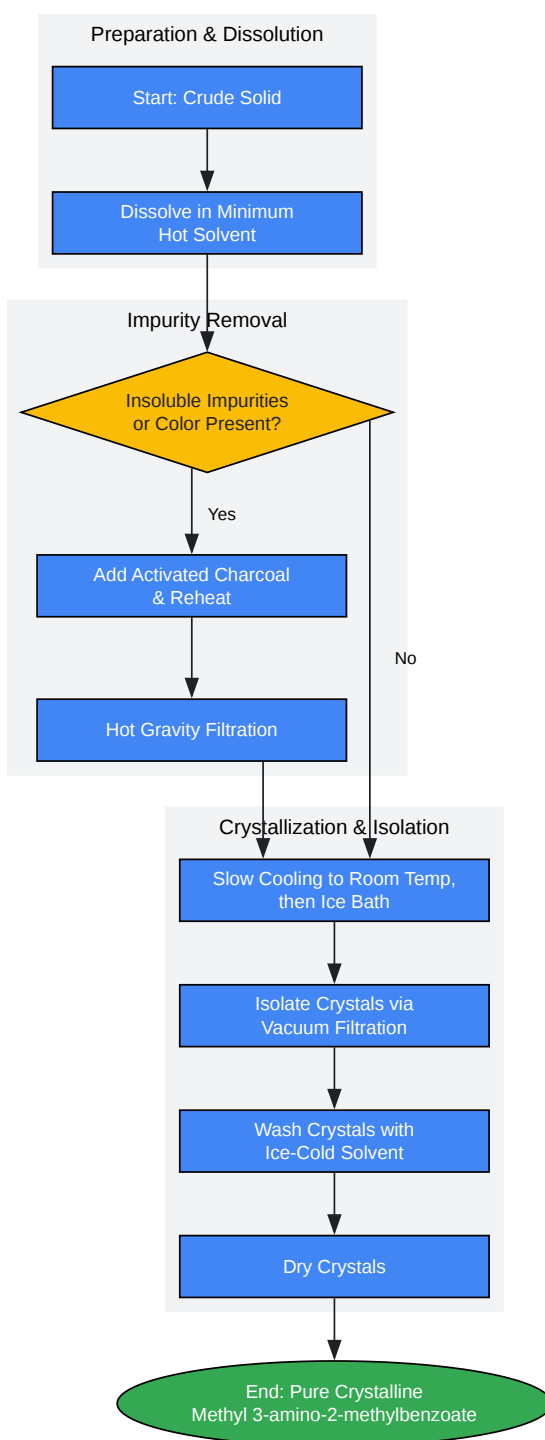 Preparation & Dissolution
Start: Crude Solid
Dissolve in Minimum
Hot Solvent
Impurity Removal
Insoluble Impurities
or Color Present?
Yes
Add Activated Charcoal
& Reheat
No
Hot Gravity Filtration
Crystallization & Isolation
Slow Cooling to Room Temp,
then Ice Bath
Isolate Crystals via
Vacuum Filtration
Wash Crystals with
Ice-Cold Solvent
Dry Crystals
End: Pure Crystalline
Methyl 3-amino-2-methylbenzoate